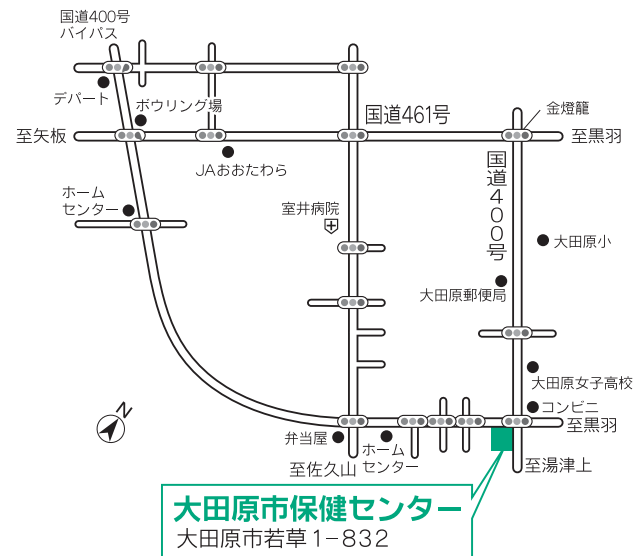 国道400号
バイパス
デパート
ボウリング場
国道461号
金燈籠
至矢板
至黒羽
JAおおたわら
国道400号
ホーム
センター
室井病院
大田原小
大田原郵便局
大田原女子高校
コンビニ
至黒羽
N
弁当屋
ホーム
センター
至佐久山
至湯津上
大田原市保健センター
大田原市若草1-832